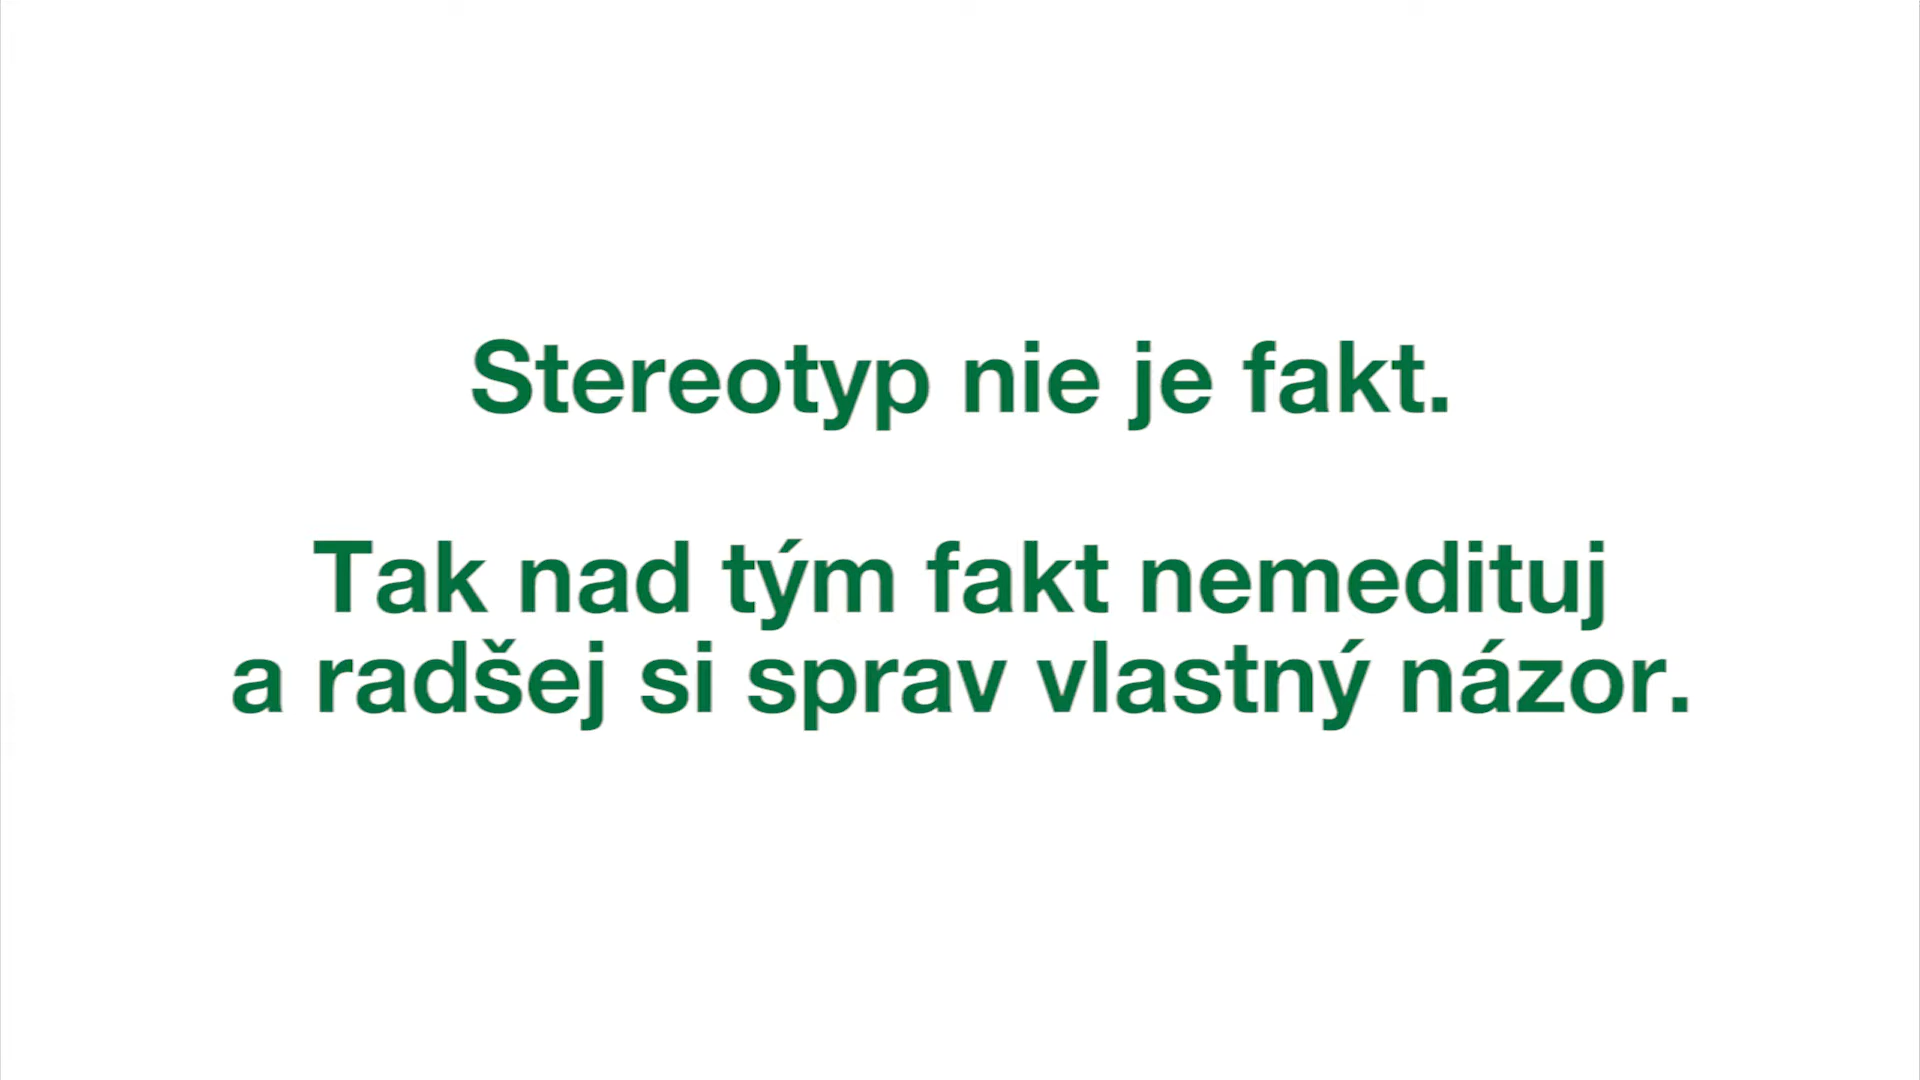 Stereotyp nie je fakt.
Tak nad tým fakt nemedituj
a radšej si sprav vlastný názor.